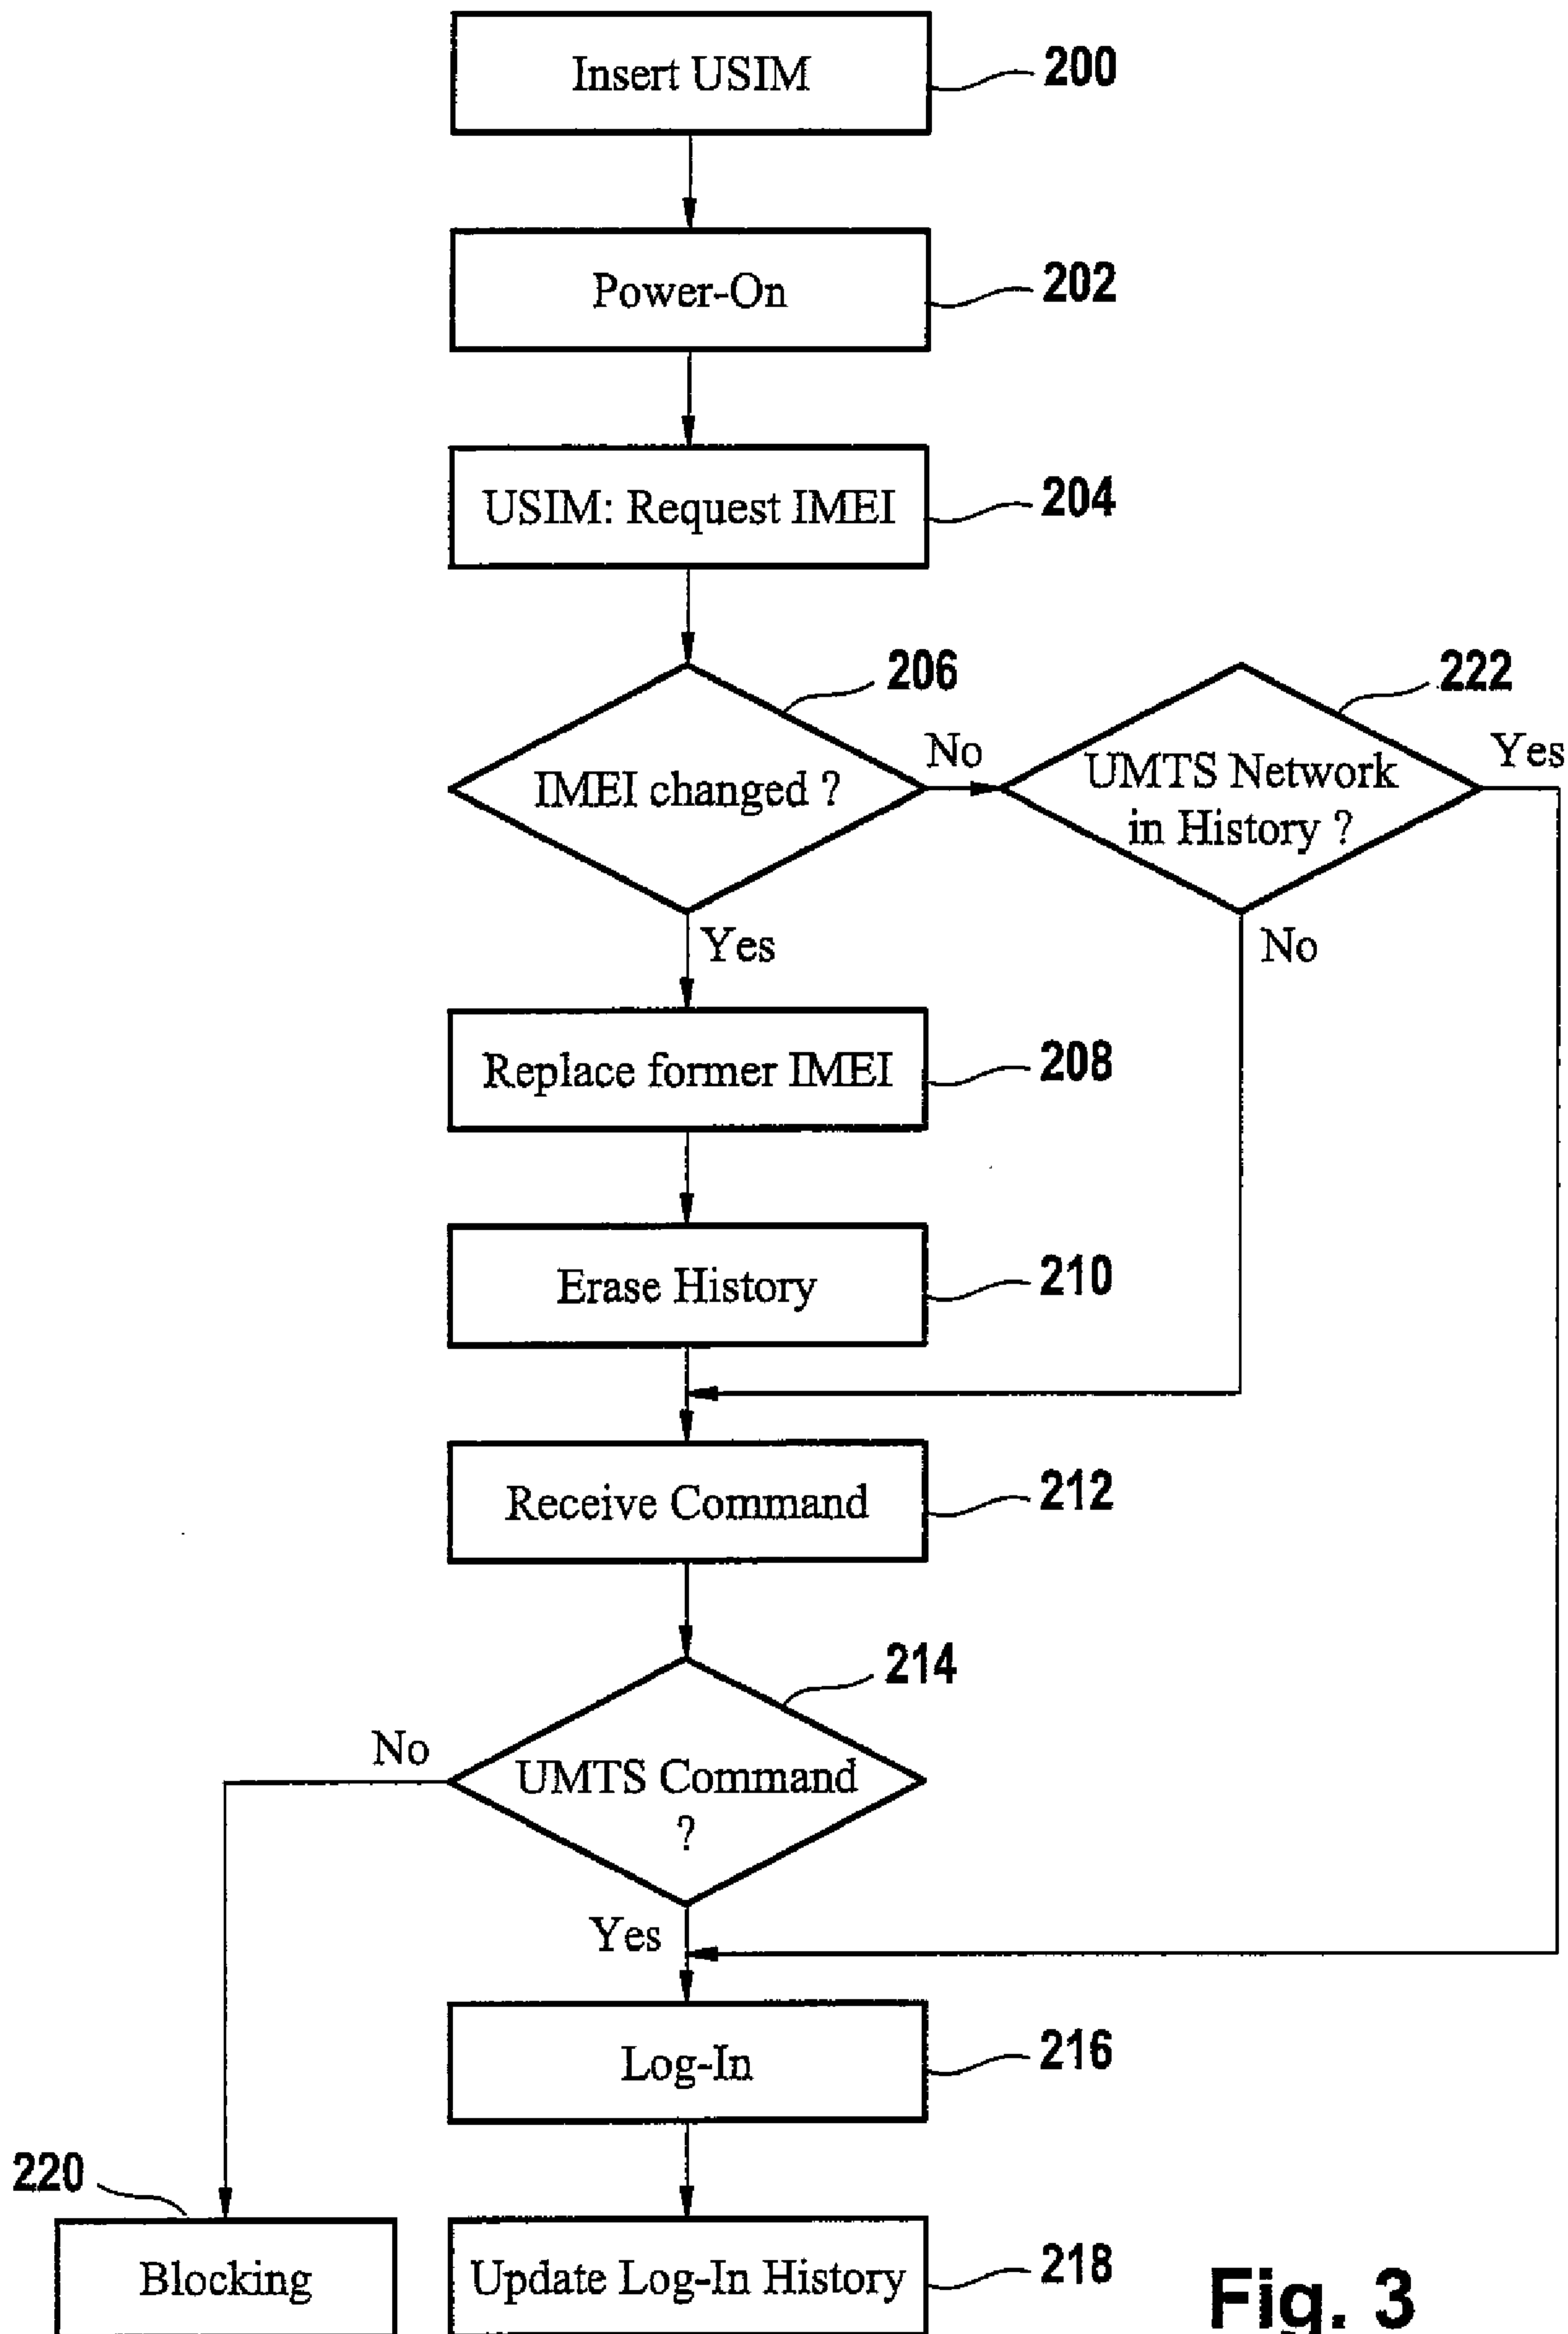 Insert USIM
200
Power-On
202
USIM: Request IMEI
204
206
222
IMEI changed ?
No
UMTS Network
in History ?
Yes
Yes
No
Replace former IMEI
208
Erase History
210
Receive Command
212
214
No
UMTS Command
?
Yes
Log-In
216
220
Blocking
Update Log-In History
218
Fig. 3